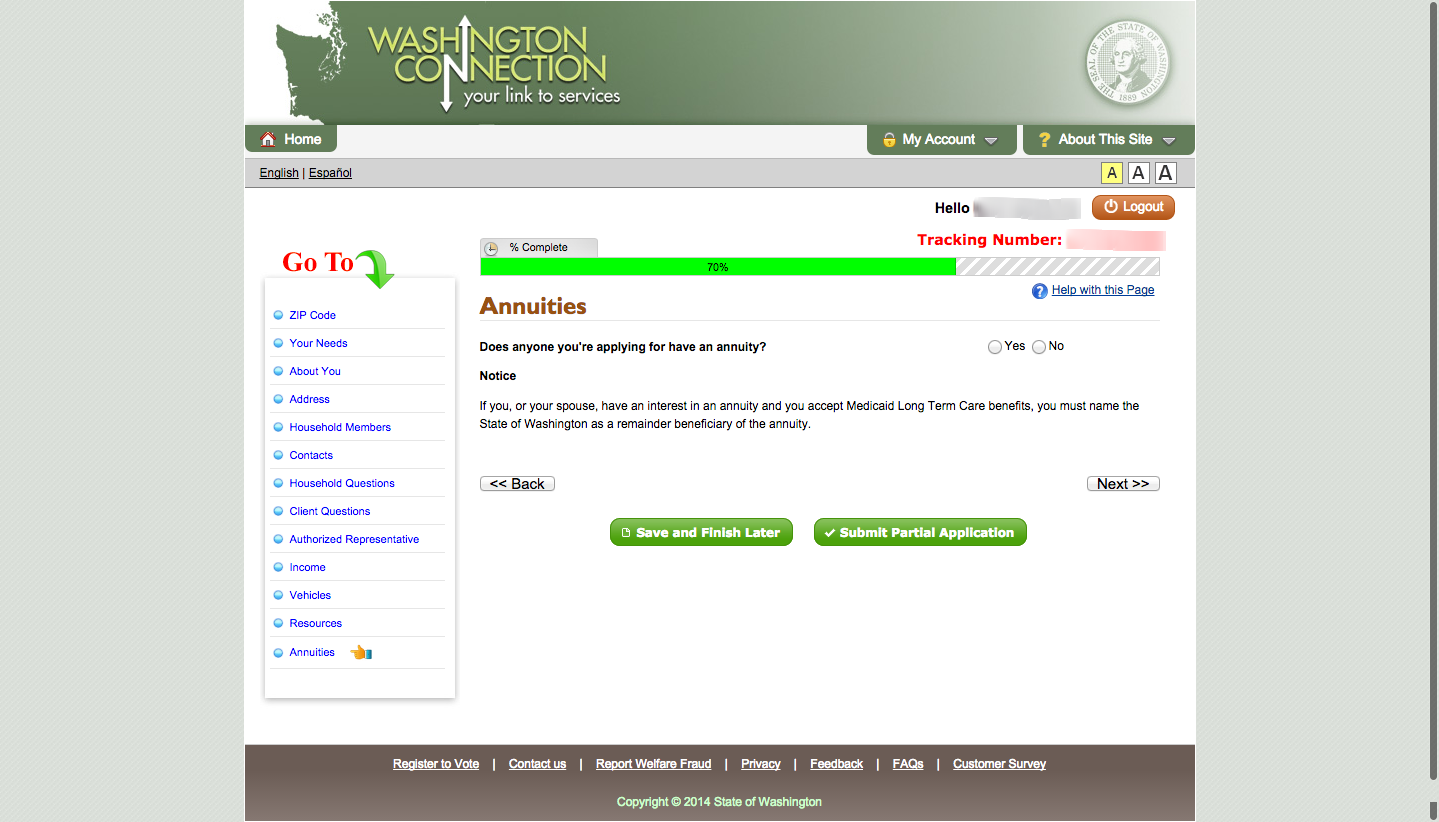 WASHINGTON
CONNECTION
your link to services
THE SEAL OF THE STATE OF WASHINGTON
1889
Home
My Account
? About This Site
English | Español
A A A
Hello
Logout
Tracking Number:
% Complete
70%
? Help with this Page
Go To
ZIP Code
Your Needs
About You
Address
Household Members
Contacts
Household Questions
Client Questions
Authorized Representative
Income
Vehicles
Resources
Annuities
Annuities
Does anyone you're applying for have an annuity? Yes No
Notice
If you, or your spouse, have an interest in an annuity and you accept Medicaid Long Term Care benefits, you must name the
State of Washington as a remainder beneficiary of the annuity.
<< Back
Next >>
Save and Finish Later
Submit Partial Application
Register to Vote | Contact us | Report Welfare Fraud | Privacy | Feedback | FAQs | Customer Survey
Copyright © 2014 State of Washington